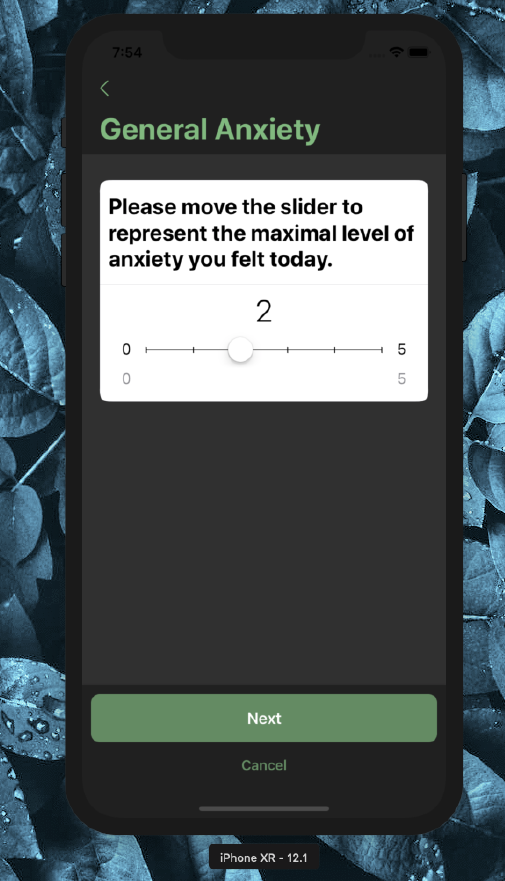 7:54
General Anxiety
Please move the slider to
represent the maximal level of
anxiety you felt today.
2
0 5
0 5
Next
Cancel
iPhone XR - 12.1